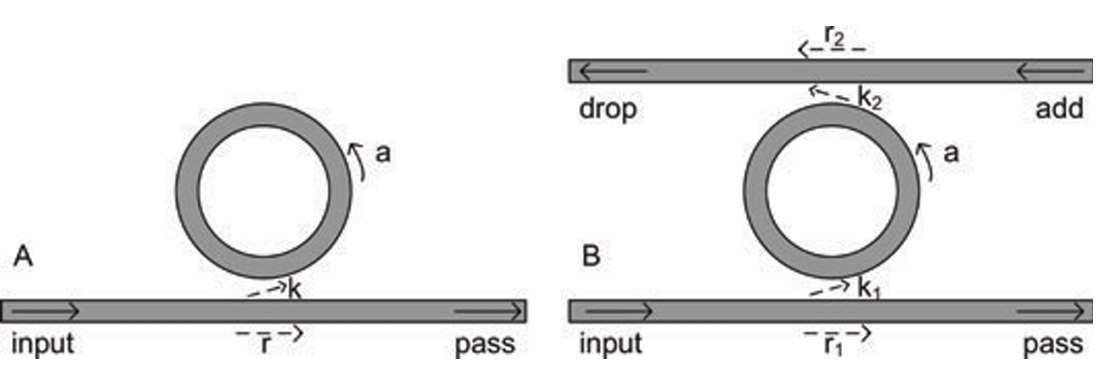 A
a
k
input
r
pass
B
r2
drop
k2
add
a
k1
input
r1
pass